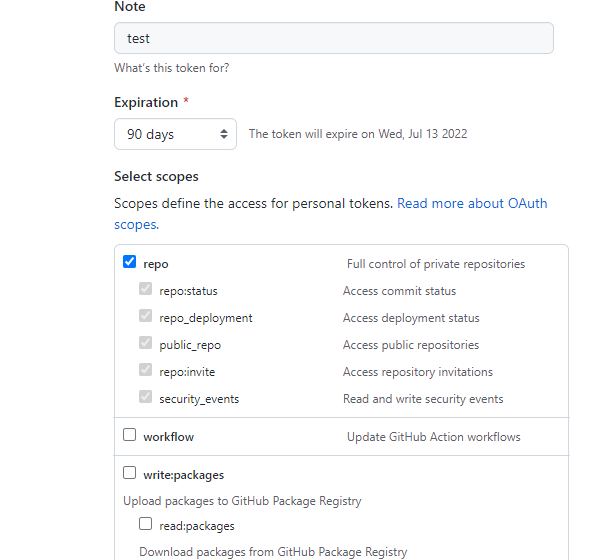 Note
test
What's this token for?
Expiration *
90 days The token will expire on Wed, Jul 13 2022
Select scopes
Scopes define the access for personal tokens. Read more about OAuth
scopes.
repo Full control of private repositories
repo:status Access commit status
repo_deployment Access deployment status
public_repo Access public repositories
repo:invite Access repository invitations
security_events Read and write security events
workflow Update GitHub Action workflows
write:packages
Upload packages to GitHub Package Registry
read:packages
Download packages from GitHub Package Registry